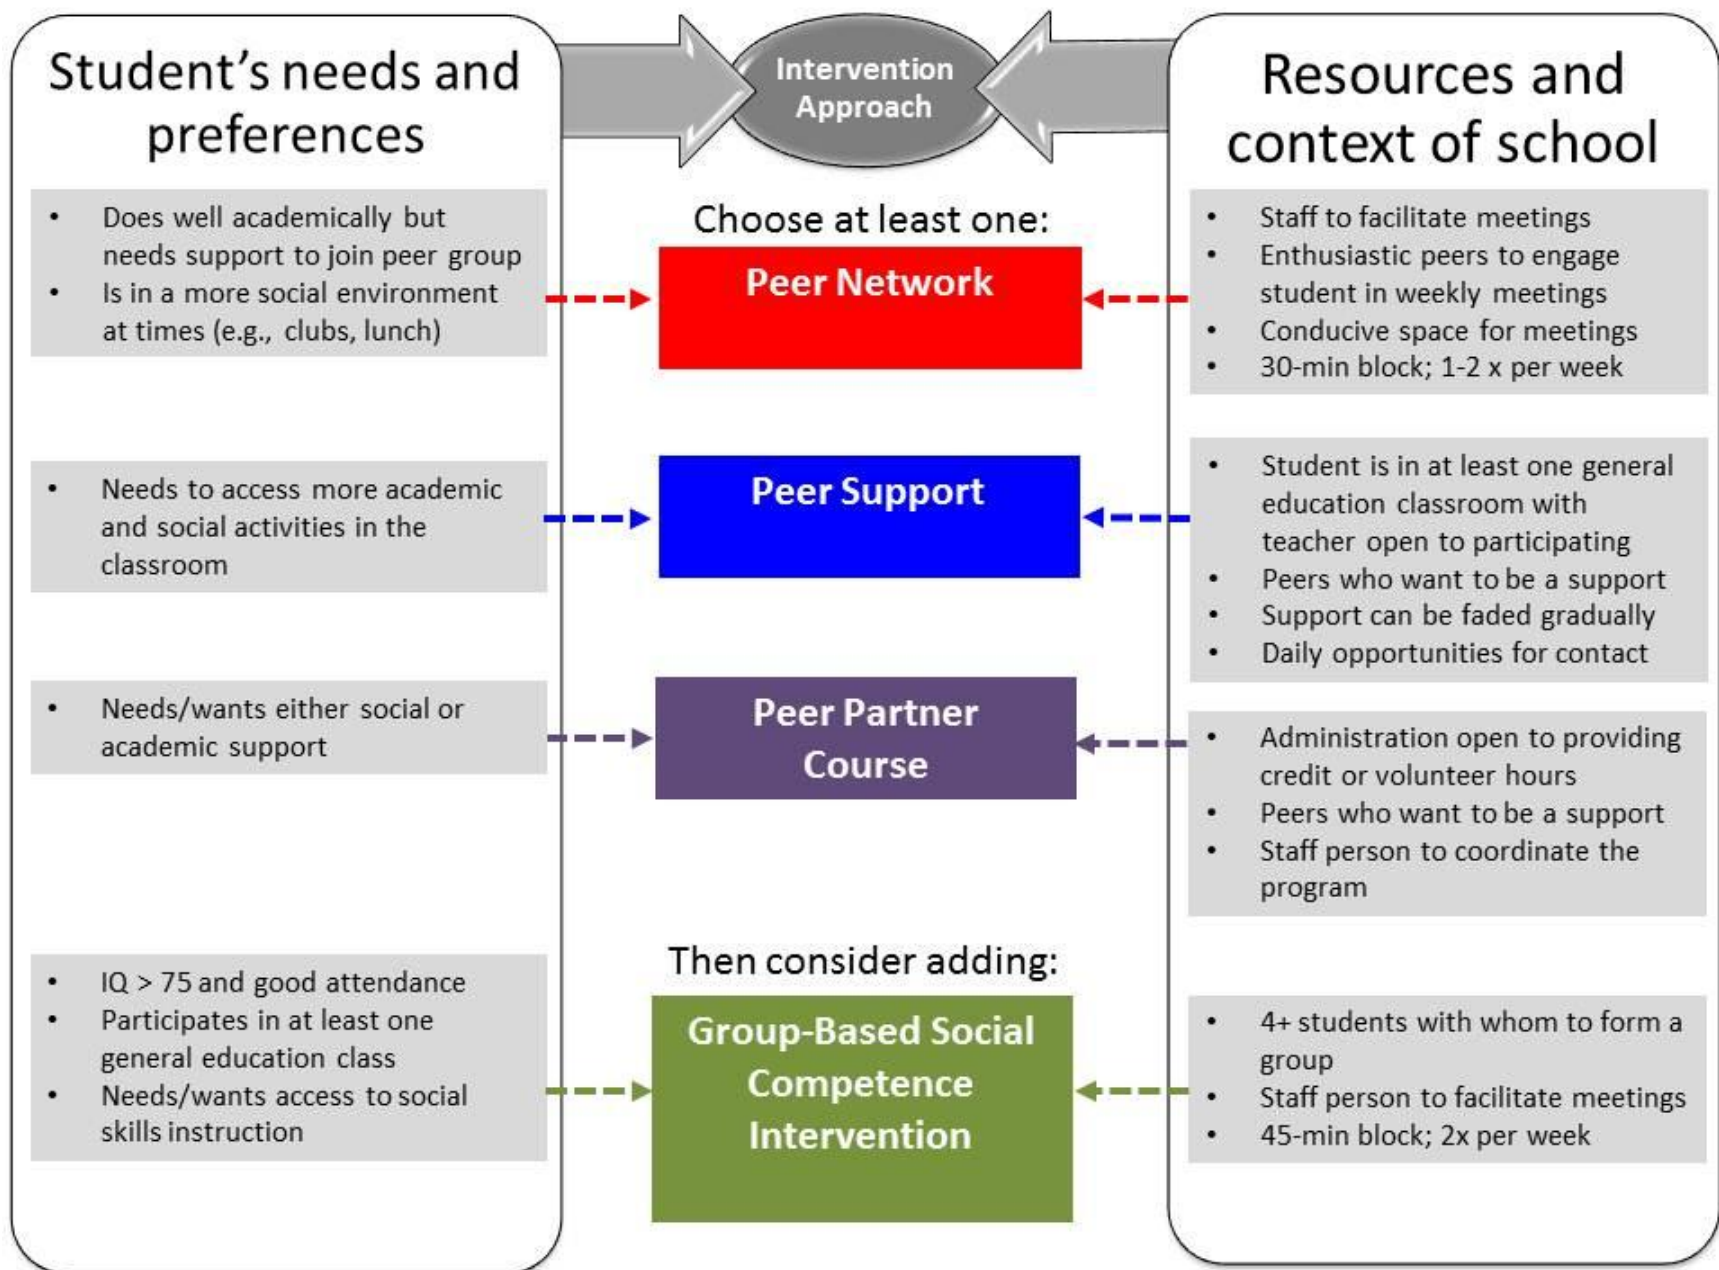 Student's needs and
preferences
• Does well academically but
needs support to join peer group
• Is in a more social environment
at times (e.g., clubs, lunch)
• Needs to access more academic
and social activities in the
classroom
• Needs/wants either social or
academic support
• IQ > 75 and good attendance
• Participates in at least one
general education class
• Needs/wants access to social
skills instruction
Intervention
Approach
Choose at least one:
Peer Network
Peer Support
Peer Partner
Course
Then consider adding:
Group-Based Social
Competence
Intervention
Resources and
context of school
• Staff to facilitate meetings
• Enthusiastic peers to engage
student in weekly meetings
• Conducive space for meetings
• 30-min block; 1-2 x per week
• Student is in at least one general
education classroom with
teacher open to participating
• Peers who want to be a support
• Support can be faded gradually
• Daily opportunities for contact
• Administration open to providing
credit or volunteer hours
• Peers who want to be a support
• Staff person to coordinate the
program
• 4+ students with whom to form a
group
• Staff person to facilitate meetings
• 45-min block; 2x per week